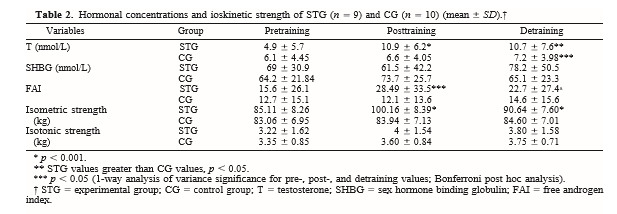 Table 2. Hormonal concentrations and ioskinetic strength of STG (n = 9) and CG (n = 10) (mean ± SD).†
Variables Group Pretraining Posttraining Detraining
T (nmol/L) STG 4.9 ± 5.7 10.9 ± 6.2* 10.7 ± 7.6**
CG 6.1 ± 4.45 6.6 ± 4.05 7.2 ± 3.98***
SHBG (nmol/L) STG 69 ± 30.9 61.5 ± 42.2 78.2 ± 50.5
CG 64.2 ± 21.84 73.7 ± 25.7 65.1 ± 23.3
FAI STG 15.6 ± 26.1 28.49 ± 33.5*** 22.7 ± 27.4
CG 12.7 ± 15.1 12.1 ± 13.6 14.6 ± 15.6
Isometric strength STG 85.11 ± 8.26 100.16 ± 8.39* 90.64 ± 7.60*
(kg) CG 83.06 ± 6.95 83.94 ± 7.13 84.60 ± 7.01
Isotonic strength STG 3.22 ± 1.62 4 ± 1.54 3.80 ± 1.58
(kg) CG 3.35 ± 0.85 3.60 ± 0.84 3.75 ± 0.71
* p < 0.001.
** STG values greater than CG values, p < 0.05.
*** p < 0.05 (1-way analysis of variance significance for pre-, post-, and detraining values; Bonferroni post hoc analysis).
† STG = experimental group; CG = control group; T = testosterone; SHBG = sex hormone binding globulin; FAI = free androgen
index.